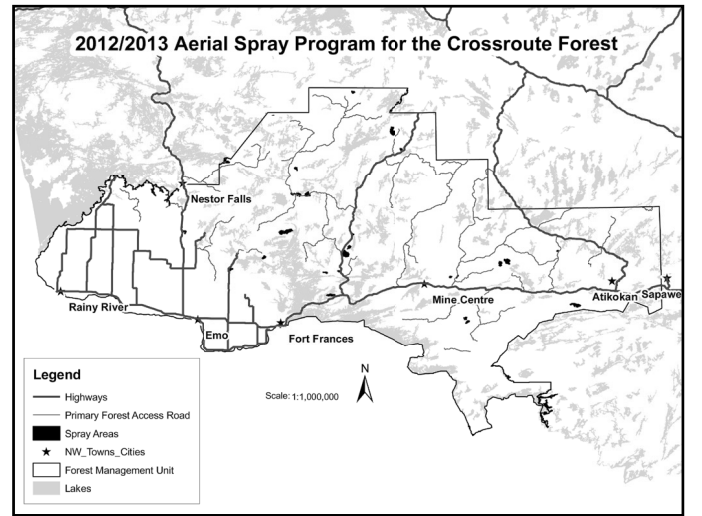 2012/2013 Aerial Spray Program for the Crossroute Forest
Nestor Falls
Rainy River
Emo
Fort Frances
Mine Centre
Atikokan
Sapawe
N
Scale: 1:1,000,000
Legend
Highways
Primary Forest Access Road
Spray Areas
NW_Towns_Cities
Forest Management Unit
Lakes